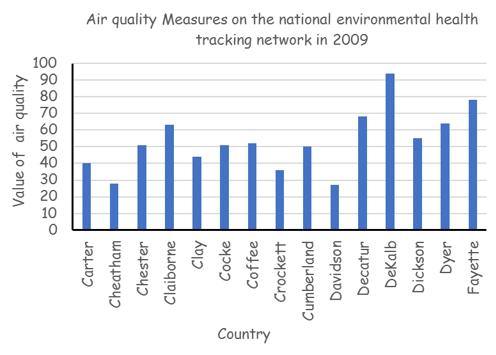 Air quality Measures on the national environmental health
tracking network in 2009
Value of air quality
100
90
80
70
60
50
40
30
20
10
0
Carter
Cheatham
Chester
Claiborne
Clay
Cocke
Coffee
Crockett
Cumberland
Davidson
Decatur
DeKalb
Dickson
Dyer
Fayette
Country